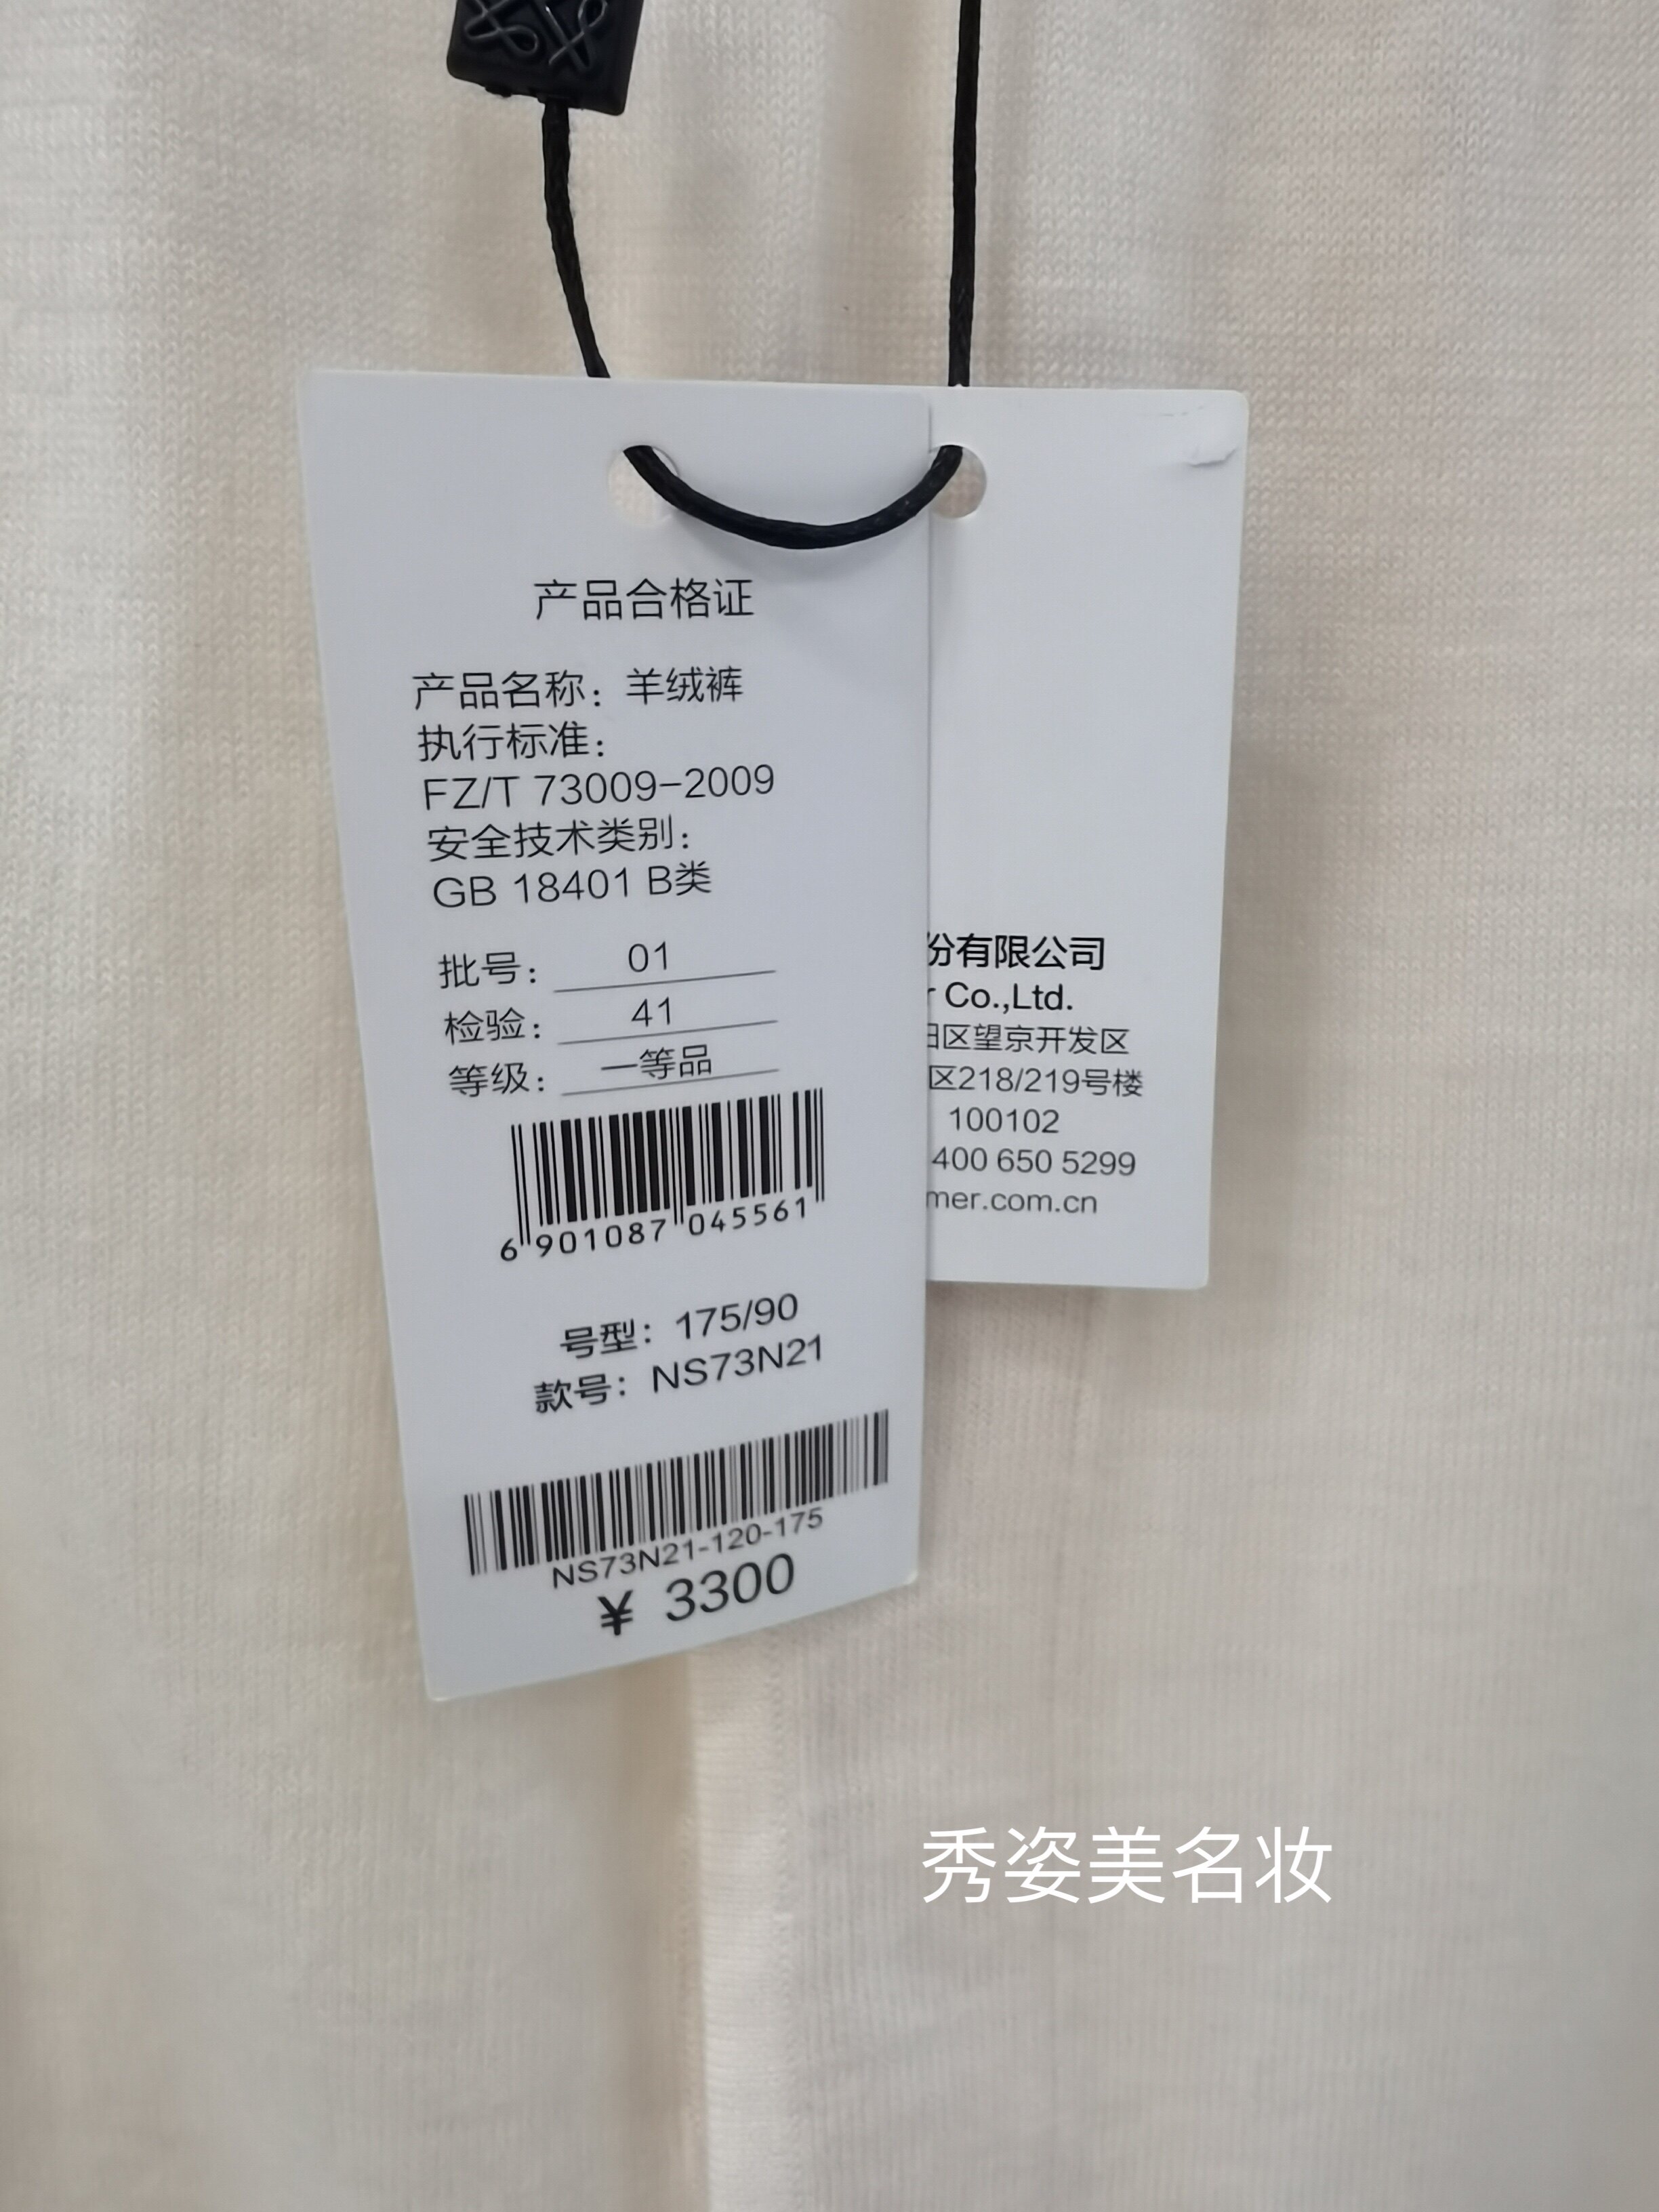 产品合格证
产品名称：羊绒裤
执行标准：
FZ/T 73009-2009
安全技术类别：
GB 18401 B类
批号： 01
检验： 41
等级： 一等品
6 901087 045561
号型：175/90
款号：NS73N21
NS73N21-120-175
¥ 3300
份有限公司
r Co.,Ltd.
区望京开发区
区218/219号楼
100102
400 650 5299
mer.com.cn
秀姿美名妆